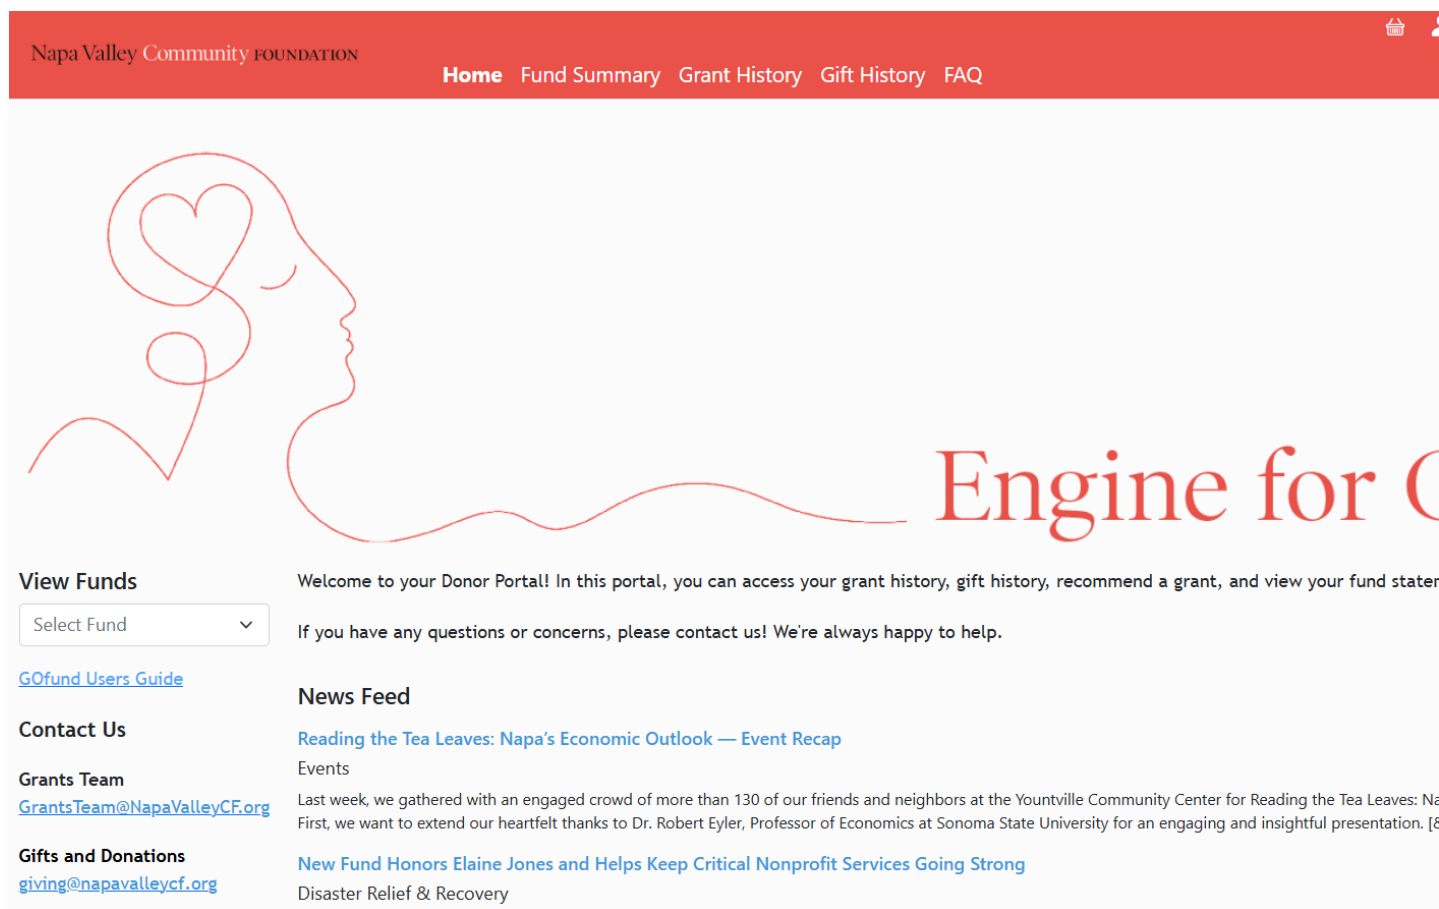 Napa Valley Community FOUNDATION
Home Fund Summary Grant History Gift History FAQ
Engine for
View Funds
Select Fund
GOfund Users Guide
Contact Us
Grants Team
GrantsTeam@NapaValleyCF.org
Gifts and Donations
giving@napavalleycf.org
Welcome to your Donor Portal! In this portal, you can access your grant history, gift history, recommend a grant, and view your fund
If you have any questions or concerns, please contact us! We're always happy to help.
News Feed
Reading the Tea Leaves: Napa’s Economic Outlook — Event Recap
Events
Last week, we gathered with an engaged crowd of more than 130 of our friends and neighbors at the Yountville Community Center for Reading the Tea Leaves:
First, we want to extend our heartfelt thanks to Dr. Robert Eyler, Professor of Economics at Sonoma State University for an engaging and insightful presentation. [&
New Fund Honors Elaine Jones and Helps Keep Critical Nonprofit Services Going Strong
Disaster Relief & Recovery